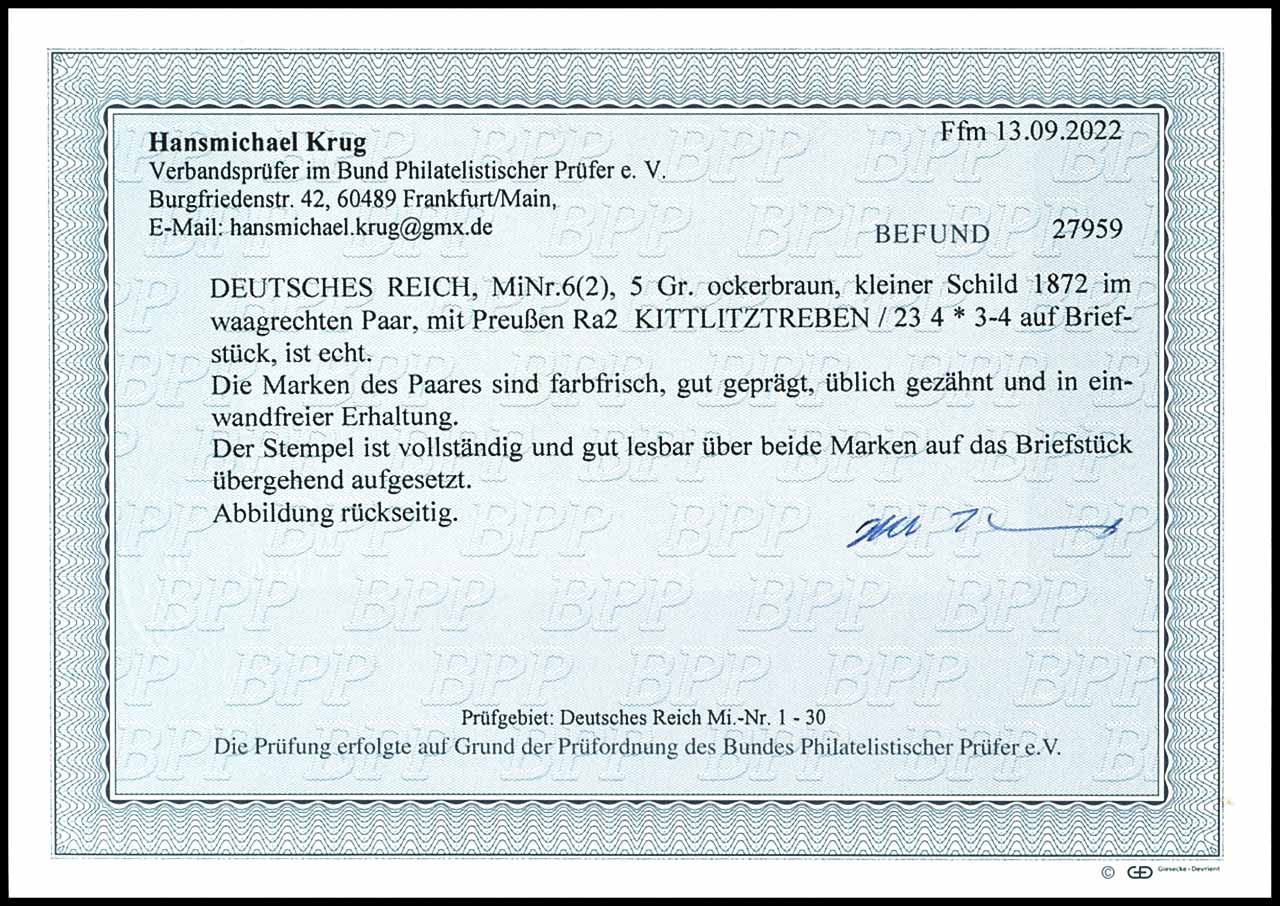 Hansmichael Krug
Ffm 13.09.2022
Verbandsprüfer im Bund Philatelistischer Prüfer e. V.
Burgfriedenstr. 42, 60489 Frankfurt/Main,
E-Mail: hansmichael.krug@gmx.de
BEFUND 27959
DEUTSCHES REICH, MiNr.6(2), 5 Gr. ockerbraun, kleiner Schild 1872 im
waagrechten Paar, mit Preußen Ra2 KITTLITZTREBEN / 23 4 * 3-4 auf Brief-
stück, ist echt.
Die Marken des Paares sind farbfrisch, gut geprägt, üblich gezähnt und in ein-
wandfreier Erhaltung.
Der Stempel ist vollständig und gut lesbar über beide Marken auf das Briefstück
übergehend aufgesetzt.
Abbildung rückseitig.
Prüfgebiet: Deutsches Reich Mi.-Nr. 1 - 30
Die Prüfung erfolgte auf Grund der Prüfordnung des Bundes Philatelistischer Prüfer e.V.
© GD Giesecke+Devrient